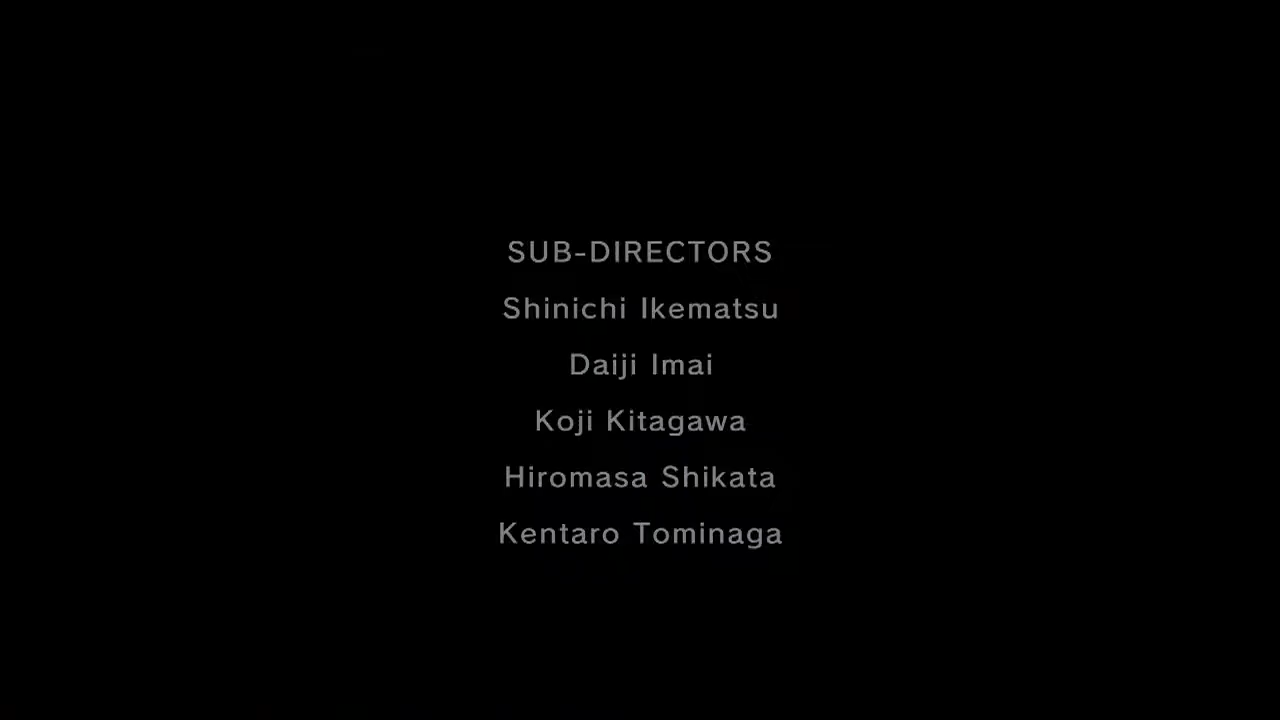 SUB-DIRECTORS
Shinichi Ikematsu
Daiji Imai
Koji Kitagawa
Hiromasa Shikata
Kentaro Tominaga